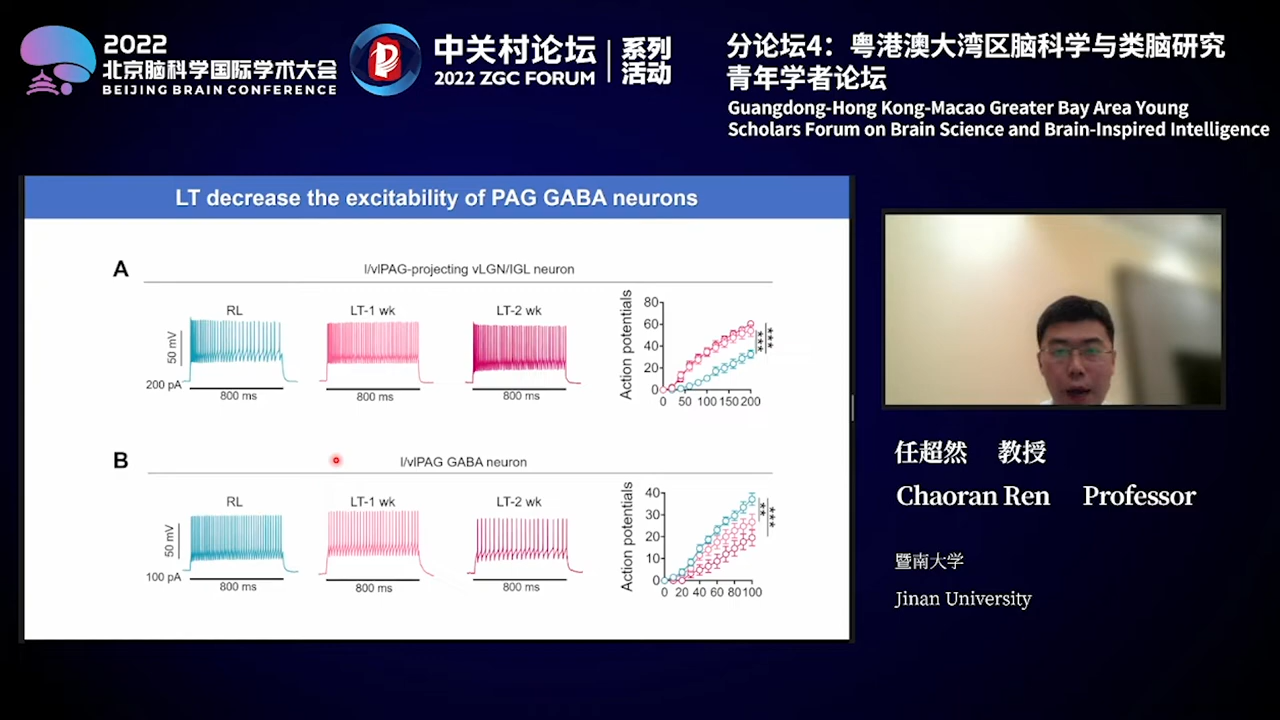 2022
北京脑科学国际学术大会
BEIJING BRAIN CONFERENCE
中关村论坛
2022 ZGC FORUM
系列
活动
分论坛4：粤港澳大湾区脑科学与类脑研究
青年学者论坛
Guangdong-Hong Kong-Macao Greater Bay Area Young
Scholars Forum on Brain Science and Brain-Inspired Intelligence
LT decrease the excitability of PAG GABA neurons
A
l/vlPAG-projecting vLGN/IGL neuron
RL
LT-1 wk
LT-2 wk
50 mV
200 pA
800 ms
800 ms
800 ms
Action potentials
80
60
40
20
0
0 50 100 150 200
***
***
B
l/vlPAG GABA neuron
RL
LT-1 wk
LT-2 wk
50 mV
100 pA
800 ms
800 ms
800 ms
Action potentials
40
30
20
10
0
0 20 40 60 80 100
**
***
任超然 教授
Chaoran Ren Professor
暨南大学
Jinan University